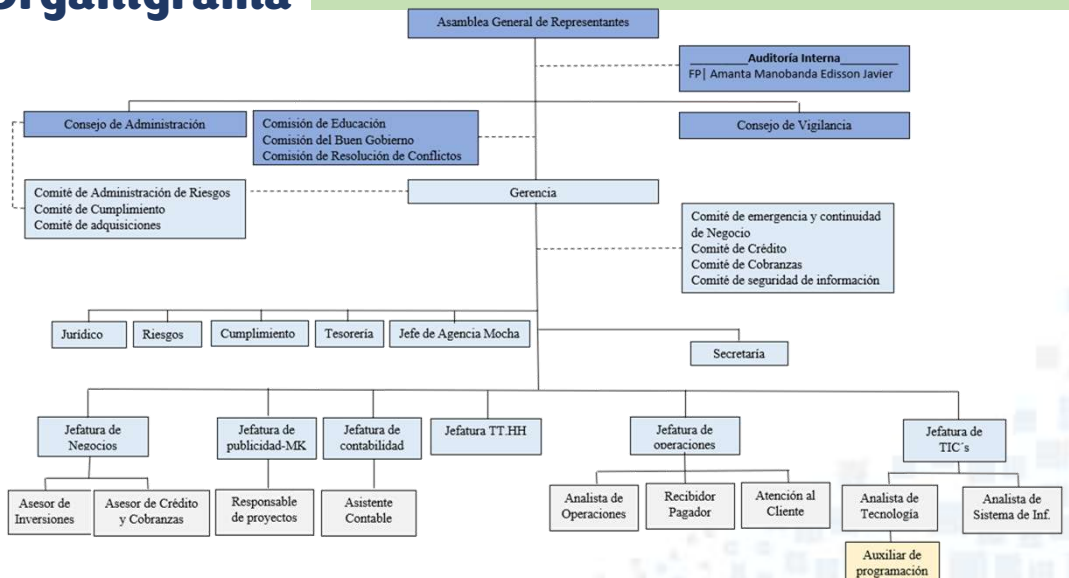 Organigrama
Asamblea General de Representantes
Auditoría Interna
FP| Amanta Manobanda Edisson Javier
Consejo de Administración
Comisión de Educación
Comisión del Buen Gobierno
Comisión de Resolución de Conflictos
Consejo de Vigilancia
Comité de Administración de Riesgos
Comité de Cumplimiento
Comité de adquisiciones
Gerencia
Comité de emergencia y continuidad
de Negocio
Comité de Crédito
Comité de Cobranzas
Comité de seguridad de información
Jurídico
Riesgos
Cumplimiento
Tesorería
Jefe de Agencia Mocha
Secretaría
Jefatura de
Negocios
Jefatura de
publicidad-MK
Jefatura de
contabilidad
Jefatura TT.HH
Jefatura de
operaciones
Jefatura de
TIC´s
Asesor de
Inversiones
Asesor de Crédito
y Cobranzas
Responsable
de proyectos
Asistente
Contable
Analista de
Operaciones
Recibidor
Pagador
Atención al
Cliente
Analista de
Tecnología
Analista de
Sistema de Inf.
Auxiliar de
programación